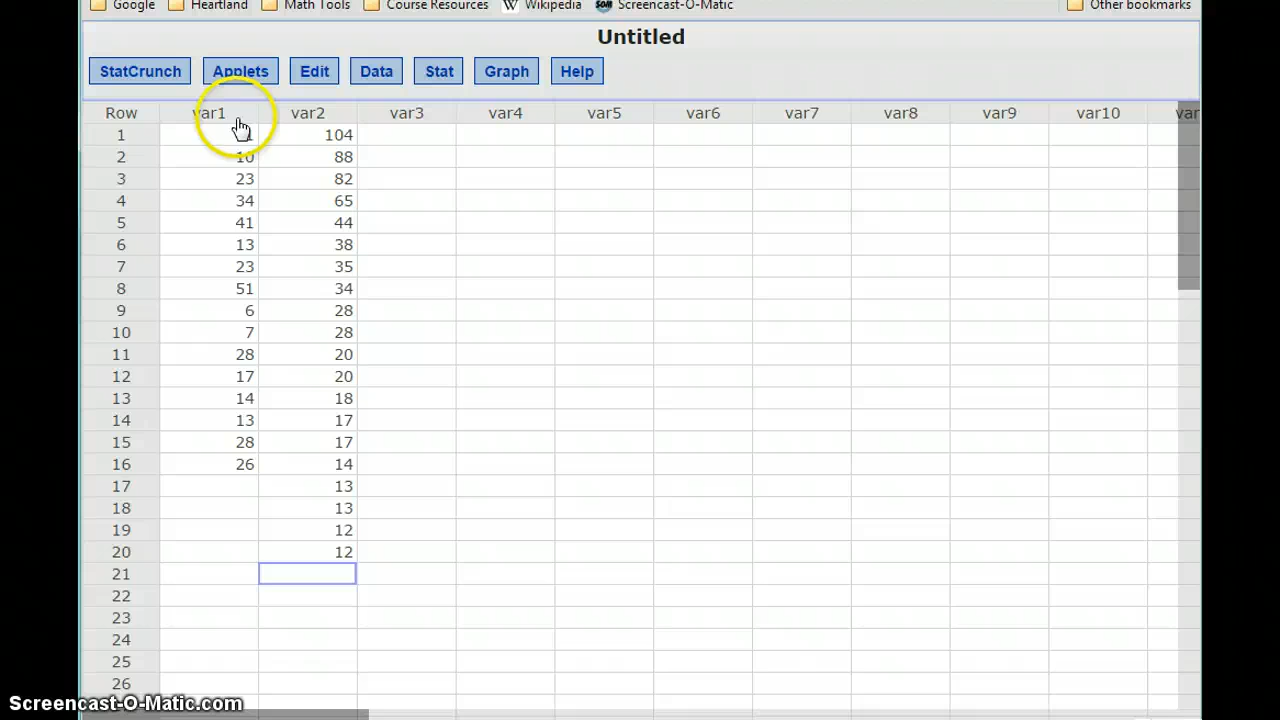 Google Heartland Math Tools Course Resources W Wikipedia SOM Screencast-O-Matic Other bookmarks
Untitled
StatCrunch Applets Edit Data Stat Graph Help
Row var1 var2 var3 var4 var5 var6 var7 var8 var9 var10 var
1 104
2 10 88
3 23 82
4 34 65
5 41 44
6 13 38
7 23 35
8 51 34
9 6 28
10 7 28
11 28 20
12 17 20
13 14 18
14 13 17
15 28 17
16 26 14
17 13
18 13
19 12
20 12
21
22
23
24
25
26
Screencast-O-Matic.com